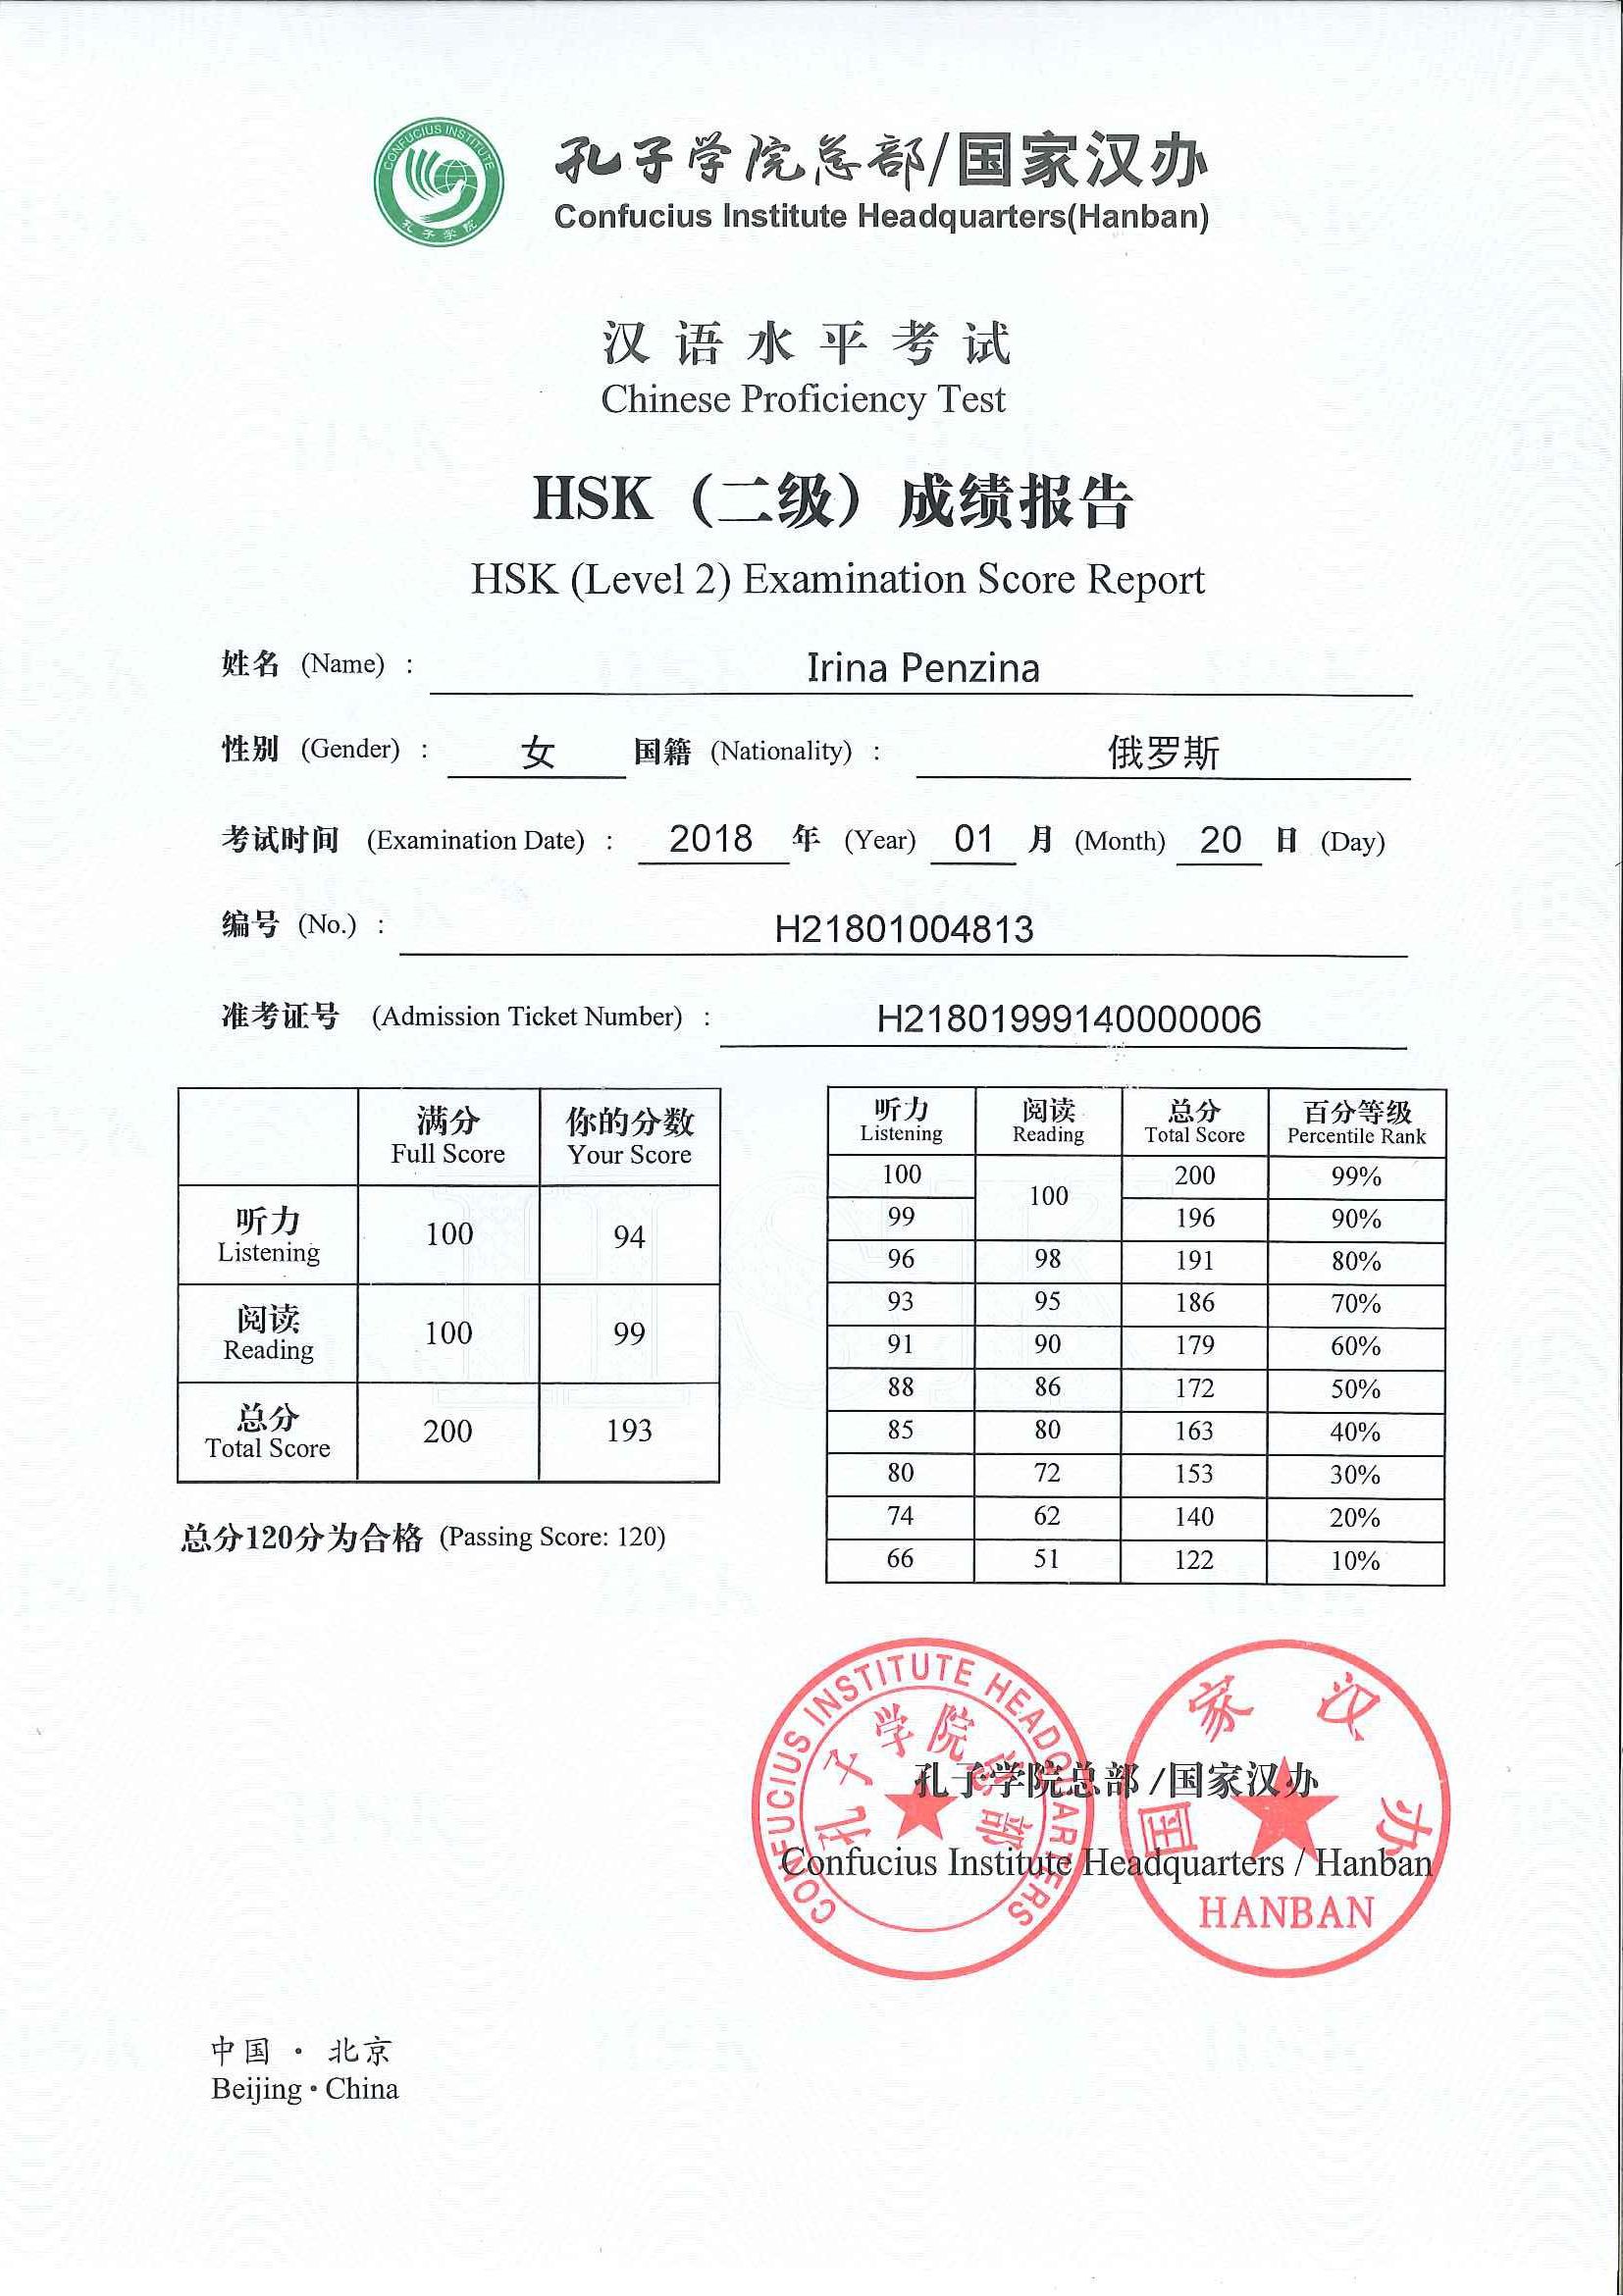 CONFUCIUS INSTITUTE
孔子学院
孔子学院总部/国家汉办
Confucius Institute Headquarters(Hanban)
汉语水平考试
Chinese Proficiency Test
HSK（二级）成绩报告
HSK (Level 2) Examination Score Report
姓名 (Name) : Irina Penzina
性别 (Gender) : 女 国籍 (Nationality) : 俄罗斯
考试时间 (Examination Date) : 2018 年 (Year) 01 月 (Month) 20 日 (Day)
编号 (No.) : H21801004813
准考证号 (Admission Ticket Number) : H21801999140000006
满分 你的分数
Full Score Your Score
听力 100 94
Listening
阅读 100 99
Reading
总分 200 193
Total Score
总分120分为合格 (Passing Score: 120)
听力 阅读 总分 百分等级
Listening Reading Total Score Percentile Rank
100 100 200 99%
99 196 90%
96 98 191 80%
93 95 186 70%
91 90 179 60%
88 86 172 50%
85 80 163 40%
80 72 153 30%
74 62 140 20%
66 51 122 10%
CONFUCIUS INSTITUTE HEADQUARTERS
孔子学院总部
国家汉办
HANBAN
孔子学院总部/国家汉办
Confucius Institute Headquarters / Hanban
中国·北京
Beijing·China